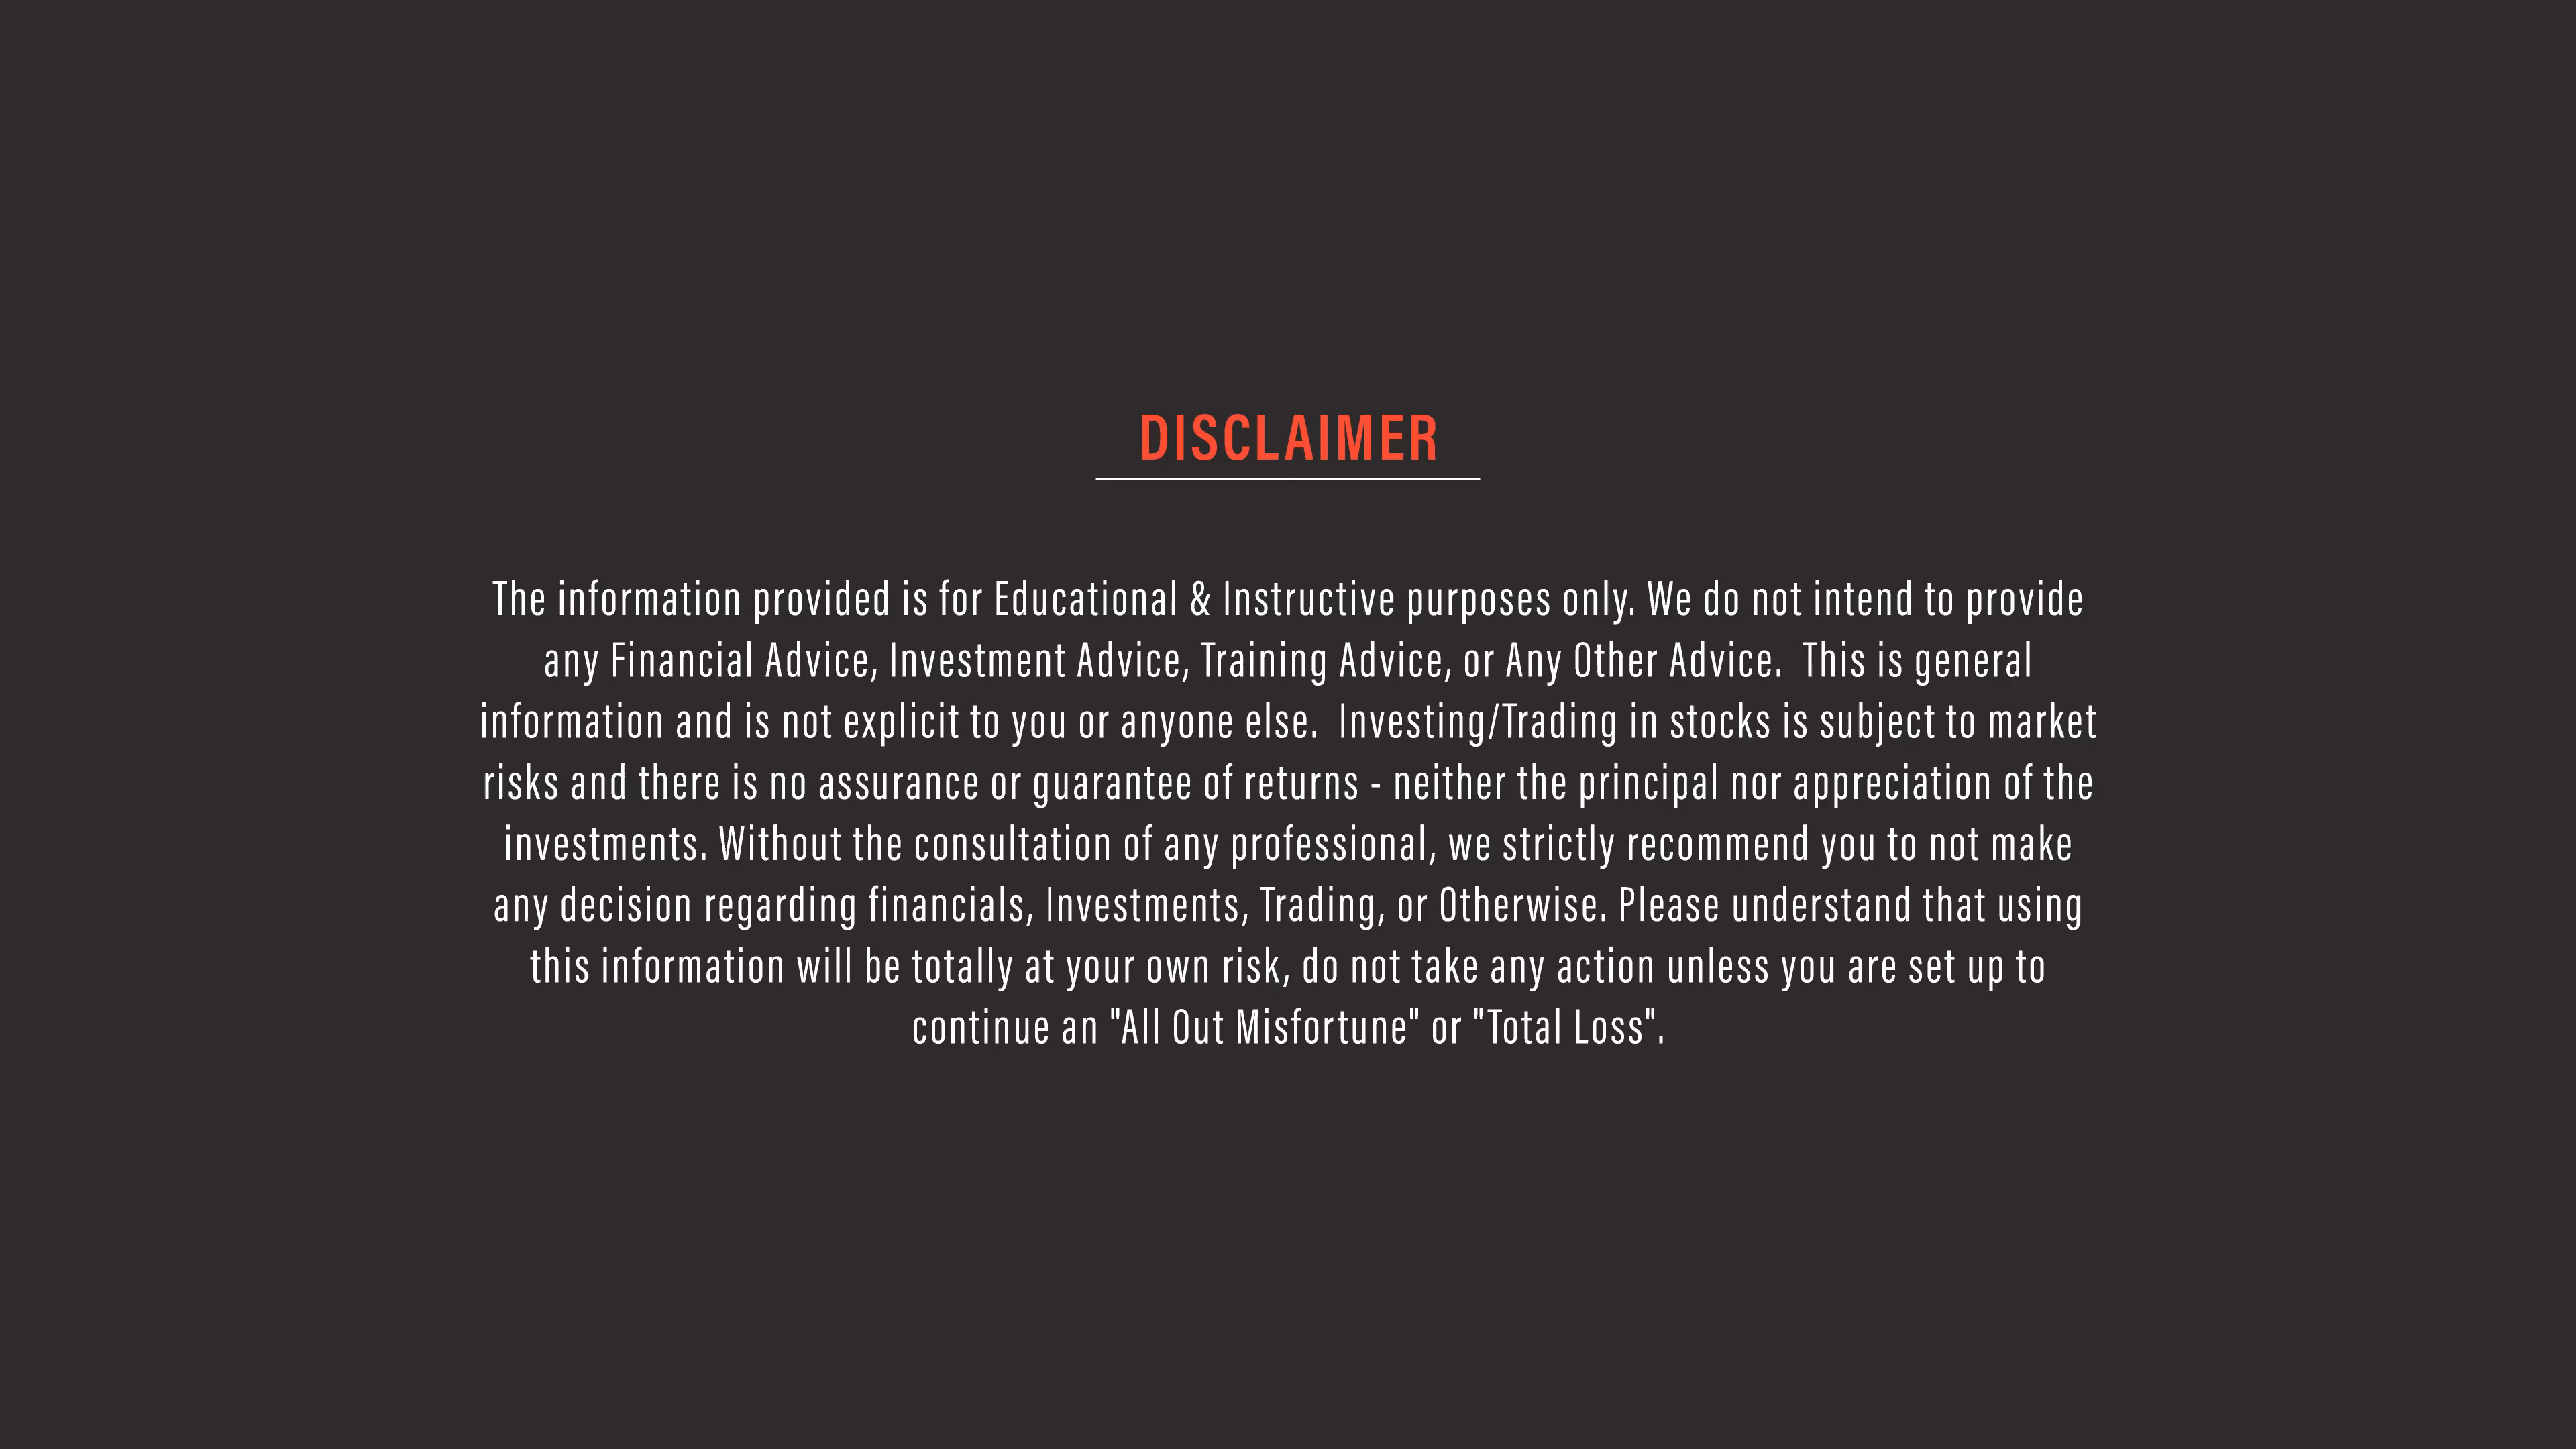 DISCLAIMER
The information provided is for Educational & Instructive purposes only. We do not intend to provide
any Financial Advice, Investment Advice, Training Advice, or Any Other Advice.  This is general
information and is not explicit to you or anyone else.  Investing/Trading in stocks is subject to market
risks and there is no assurance or guarantee of returns - neither the principal nor appreciation of the
investments. Without the consultation of any professional, we strictly recommend you to not make
any decision regarding financials, Investments, Trading, or Otherwise. Please understand that using
this information will be totally at your own risk, do not take any action unless you are set up to
continue an "All Out Misfortune" or "Total Loss".